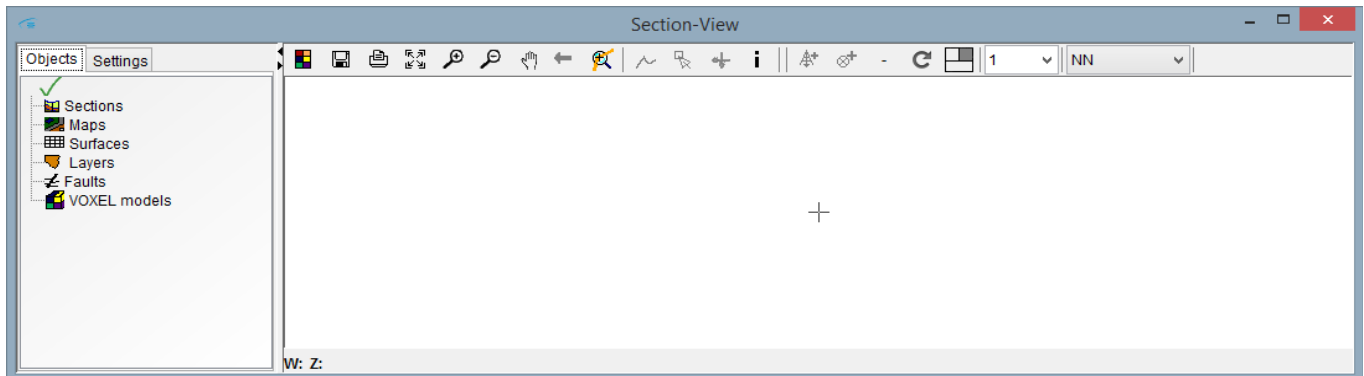 Section-View
Objects Settings
1 NN
Sections
Maps
Surfaces
Layers
Faults
VOXEL models
W: Z: